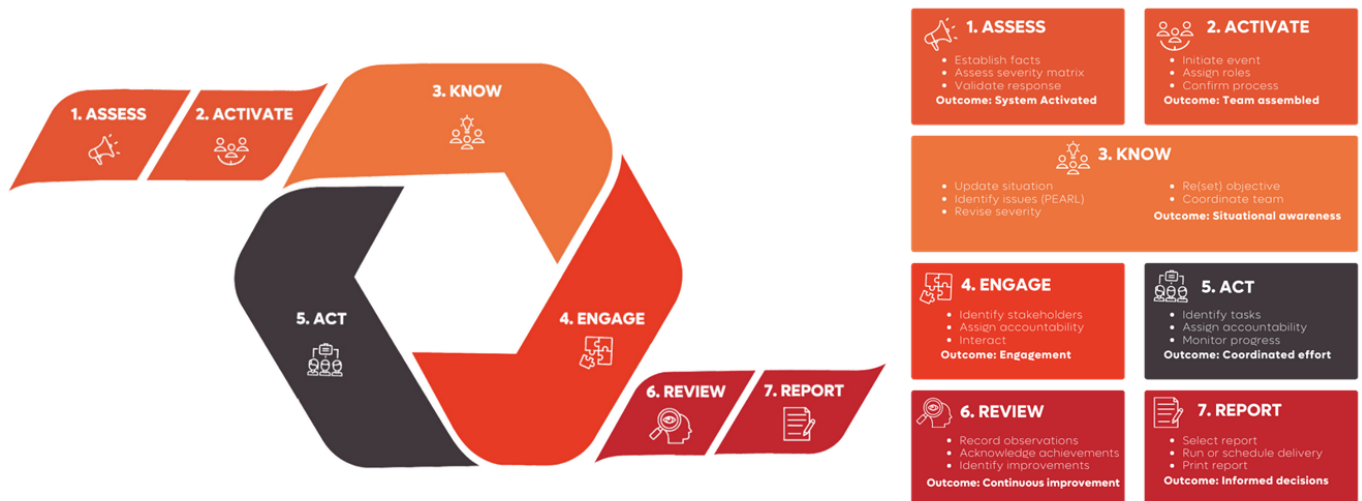 1. ASSESS
2. ACTIVATE
3. KNOW
5. ACT
4. ENGAGE
6. REVIEW
7. REPORT
1. ASSESS
• Establish facts
• Assess severity matrix
• Validate response
Outcome: System Activated
2. ACTIVATE
• Initiate event
• Assign roles
• Confirm process
Outcome: Team assembled
3. KNOW
• Update situation
• Identify issues (PEARL)
• Revise severity
• Re(set) objective
• Coordinate team
Outcome: Situational awareness
4. ENGAGE
• Identify stakeholders
• Assign accountability
• Interact
Outcome: Engagement
5. ACT
• Identify tasks
• Assign accountability
• Monitor progress
Outcome: Coordinated effort
6. REVIEW
• Record observations
• Acknowledge achievements
• Identify improvements
Outcome: Continuous improvement
7. REPORT
• Select report
• Run or schedule delivery
• Print report
Outcome: Informed decisions